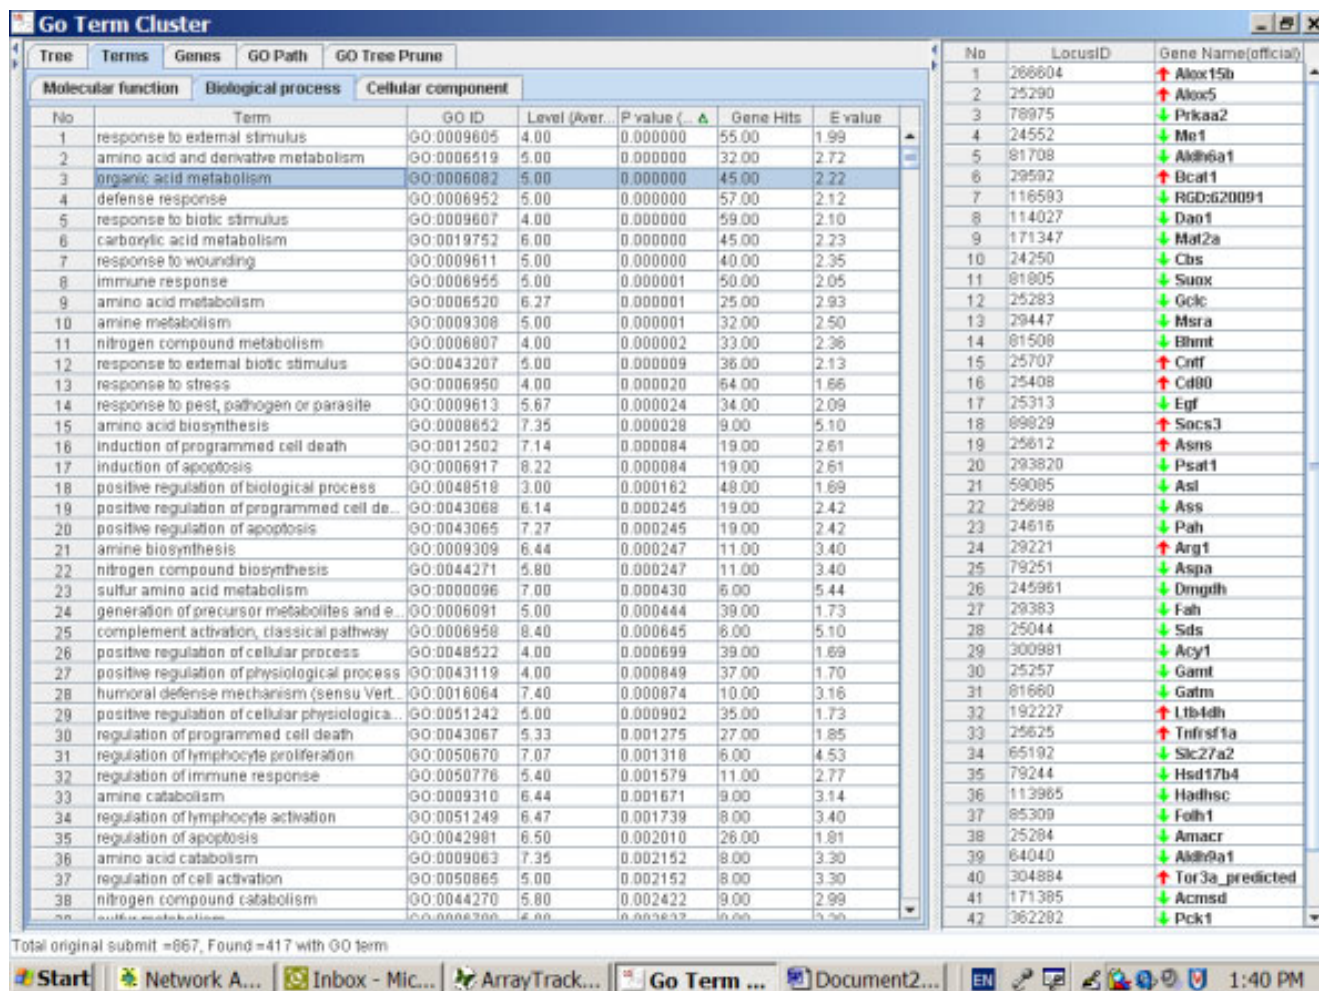 Go Term Cluster
Tree Terms Genes GO Path GO Tree Prune
Molecular function Biological process Cellular component
No Term GO ID Level (Aver... P value (... Gene Hits E value
1 response to external stimulus GO:0009605 4.00 0.000000 55.00 1.99
2 amino acid and derivative metabolism GO:0006519 5.00 0.000000 32.00 2.72
3 organic acid metabolism GO:0006082 5.00 0.000000 45.00 2.22
4 defense response GO:0006952 5.00 0.000000 57.00 2.12
5 response to biotic stimulus GO:0009607 4.00 0.000000 59.00 2.10
6 carboxylic acid metabolism GO:0019752 6.00 0.000000 45.00 2.23
7 response to wounding GO:0009611 5.00 0.000000 40.00 2.35
8 immune response GO:0006955 5.00 0.000001 50.00 2.05
9 amino acid metabolism GO:0006520 6.27 0.000001 25.00 2.93
10 amine metabolism GO:0009308 5.00 0.000001 32.00 2.50
11 nitrogen compound metabolism GO:0006807 4.00 0.000002 33.00 2.36
12 response to external biotic stimulus GO:0043207 5.00 0.000009 36.00 2.13
13 response to stress GO:0006950 4.00 0.000020 64.00 1.66
14 response to pest, pathogen or parasite GO:0009613 5.67 0.000024 34.00 2.09
15 amino acid biosynthesis GO:0008652 7.35 0.000028 9.00 5.10
16 induction of programmed cell death GO:0012502 7.14 0.000084 19.00 2.61
17 induction of apoptosis GO:0006917 8.22 0.000084 19.00 2.61
18 positive regulation of biological process GO:0048518 3.00 0.000162 48.00 1.69
19 positive regulation of programmed cell de... GO:0043068 6.14 0.000245 19.00 2.42
20 positive regulation of apoptosis GO:0043065 7.27 0.000245 19.00 2.42
21 amine biosynthesis GO:0009309 6.44 0.000247 11.00 3.40
22 nitrogen compound biosynthesis GO:0044271 5.80 0.000247 11.00 3.40
23 sulfur amino acid metabolism GO:0000096 7.00 0.000430 6.00 5.44
24 generation of precursor metabolites and e... GO:0006091 5.00 0.000444 39.00 1.73
25 complement activation, classical pathway GO:0006958 8.40 0.000645 6.00 5.10
26 positive regulation of cellular process GO:0048522 4.00 0.000699 39.00 1.69
27 positive regulation of physiological process GO:0043119 4.00 0.000849 37.00 1.70
28 humoral defense mechanism (sensu Vert... GO:0016064 7.40 0.000874 10.00 3.16
29 positive regulation of cellular physiologica... GO:0051242 5.00 0.000902 35.00 1.73
30 regulation of programmed cell death GO:0043067 5.33 0.001275 27.00 1.85
31 regulation of lymphocyte proliferation GO:0050670 7.07 0.001318 6.00 4.53
32 regulation of immune response GO:0050776 5.40 0.001579 11.00 2.77
33 amine catabolism GO:0009310 6.44 0.001671 9.00 3.14
34 regulation of lymphocyte activation GO:0051249 6.47 0.001739 8.00 3.40
35 regulation of apoptosis GO:0042981 6.50 0.002010 26.00 1.81
36 amino acid catabolism GO:0009063 7.35 0.002152 8.00 3.30
37 regulation of cell activation GO:0050865 5.00 0.002152 8.00 3.30
38 nitrogen compound catabolism GO:0044270 5.80 0.002422 9.00 2.99
No LocusID Gene Name(official)
1 266604 Alox15b
2 25290 Alox5
3 78975 Prkaa2
4 24552 Me1
5 81708 Aldh6a1
6 29592 Bcat1
7 116593 RGD:620091
8 114027 Dao1
9 171347 Mat2a
10 24250 Cbs
11 81805 Suox
12 25283 Gclc
13 29447 Msra
14 81508 Bhmt
15 25707 Cntf
16 25408 Cd80
17 25313 Egf
18 89829 Socs3
19 25612 Asns
20 293820 Psat1
21 59085 Asl
22 25698 Ass
23 24616 Pah
24 29221 Arg1
25 79251 Aspa
26 245961 Dmgdh
27 29383 Fah
28 25044 Sds
29 300981 Acy1
30 25257 Gamt
31 81660 Gatm
32 192227 Ltb4dh
33 25625 Tnfrsf1a
34 65192 Slc27a2
35 79244 Hsd17b4
36 113965 Hadhsc
37 85309 Folh1
38 25284 Amacr
39 64040 Aldh9a1
40 304884 Tor3a_predicted
41 171385 Acmsd
42 362282 Pck1
Total original submit =867, Found =417 with GO term
Start Network A... Inbox - Mic... ArrayTrack... Go Term ... Document2... EN 1:40 PM